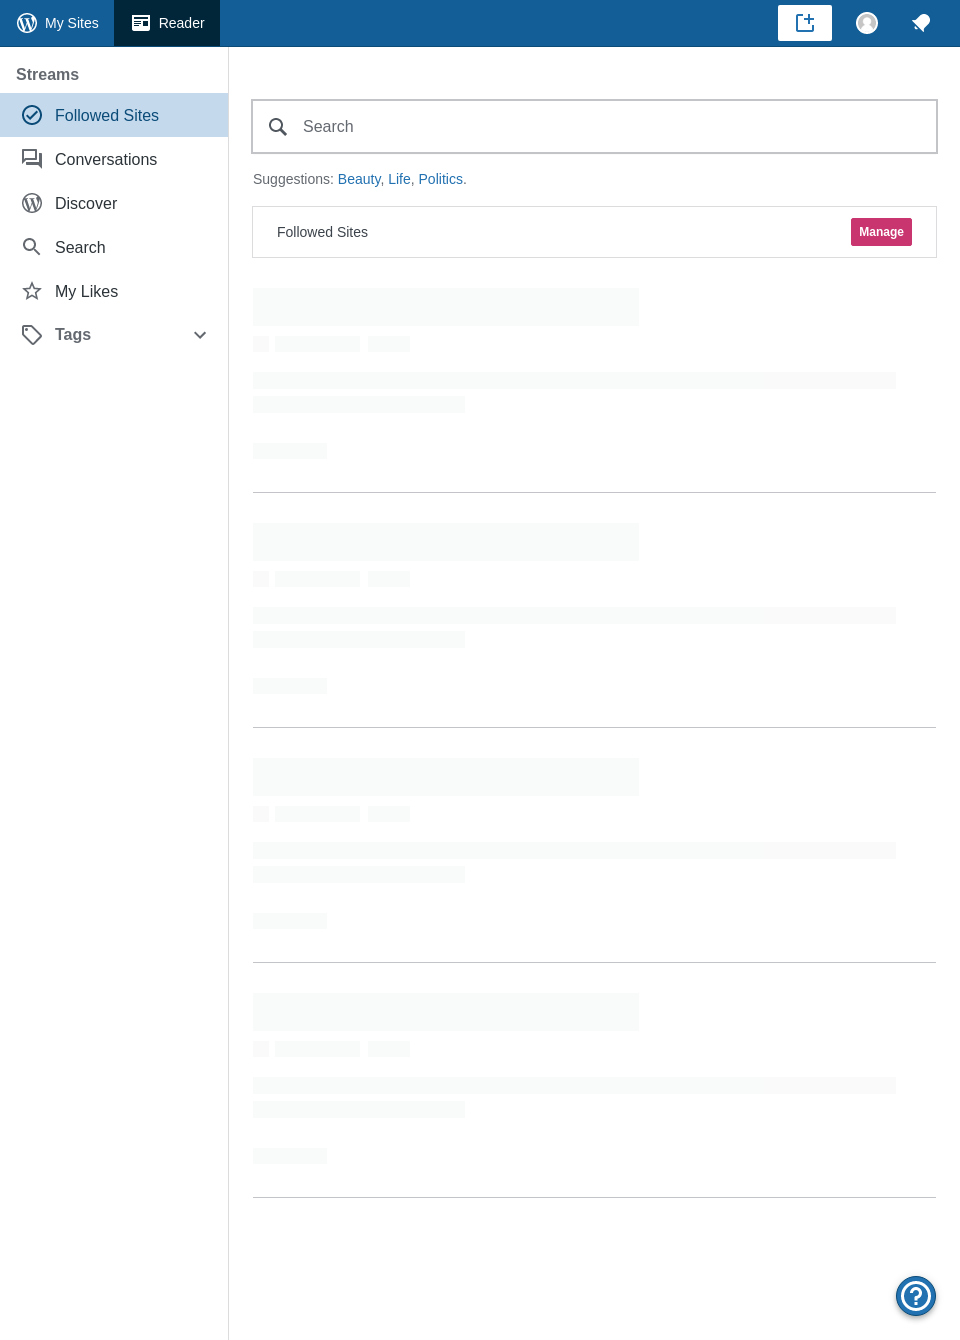 My Sites
Reader
Streams
Followed Sites
Conversations
Discover
Search
My Likes
Tags
Search
Suggestions: Beauty, Life, Politics.
Followed Sites
Manage